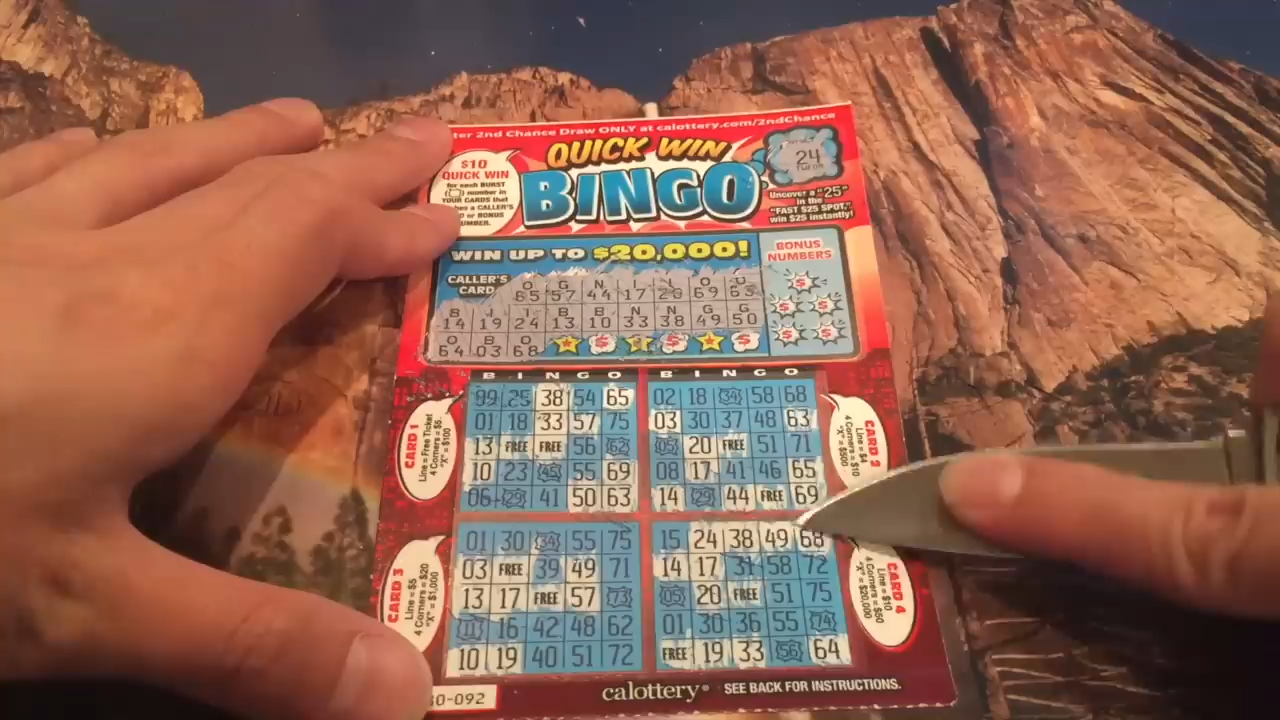 ter 2nd Chance Draw ONLY at calottery.com/2ndChance
$10
QUICK WIN
for each BURST
number in
YOUR CARDS that
es a CALLER'S
or BONUS
UMBER.
QUICK WIN
BINGO
24
Uncover a "25"
in the
"FAST $25 SPOT,"
win $25 instantly!
WIN UP TO $20,000!
BONUS
NUMBERS
CALLER'S
CARD
O G N I O
65 57 44 17 69 63
B I I B B N N G G
14 19 24 13 10 33 38 49 50
O B O
64 03 68
B I N G O
25 38 54 65
01 18 33 57 75
13 FREE FREE 56 62
10 23 45 55 69
06 29 41 50 63
CARD 1
Line = Free Ticket
4 Corners = $5
"X" = $100
B I N G O
02 18 34 58 68
03 30 37 48 63
05 20 FREE 51 71
08 17 41 46 65
14 29 44 FREE 69
CARD 2
Line = $4
4 Corners = $10
"X" = $500
01 30 34 55 75
03 FREE 39 49 71
13 17 FREE 57 73
11 16 42 48 62
10 19 40 51 72
CARD 3
Line = $5
4 Corners = $20
"X" = $1,000
15 24 38 49 68
14 17 31 58 72
05 20 FREE 51 75
01 30 36 55 74
FREE 19 33 56 64
CARD 4
Line = $10
4 Corners = $50
"X" = $20,000
0-092
calottery
SEE BACK FOR INSTRUCTIONS.